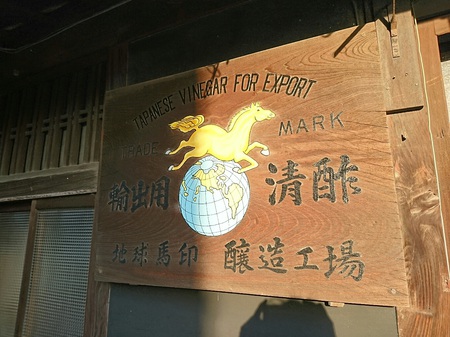 JAPANESE VINEGAR FOR EXPORT
TRADE MARK
輸出用 清酢
地球馬印 醸造工場